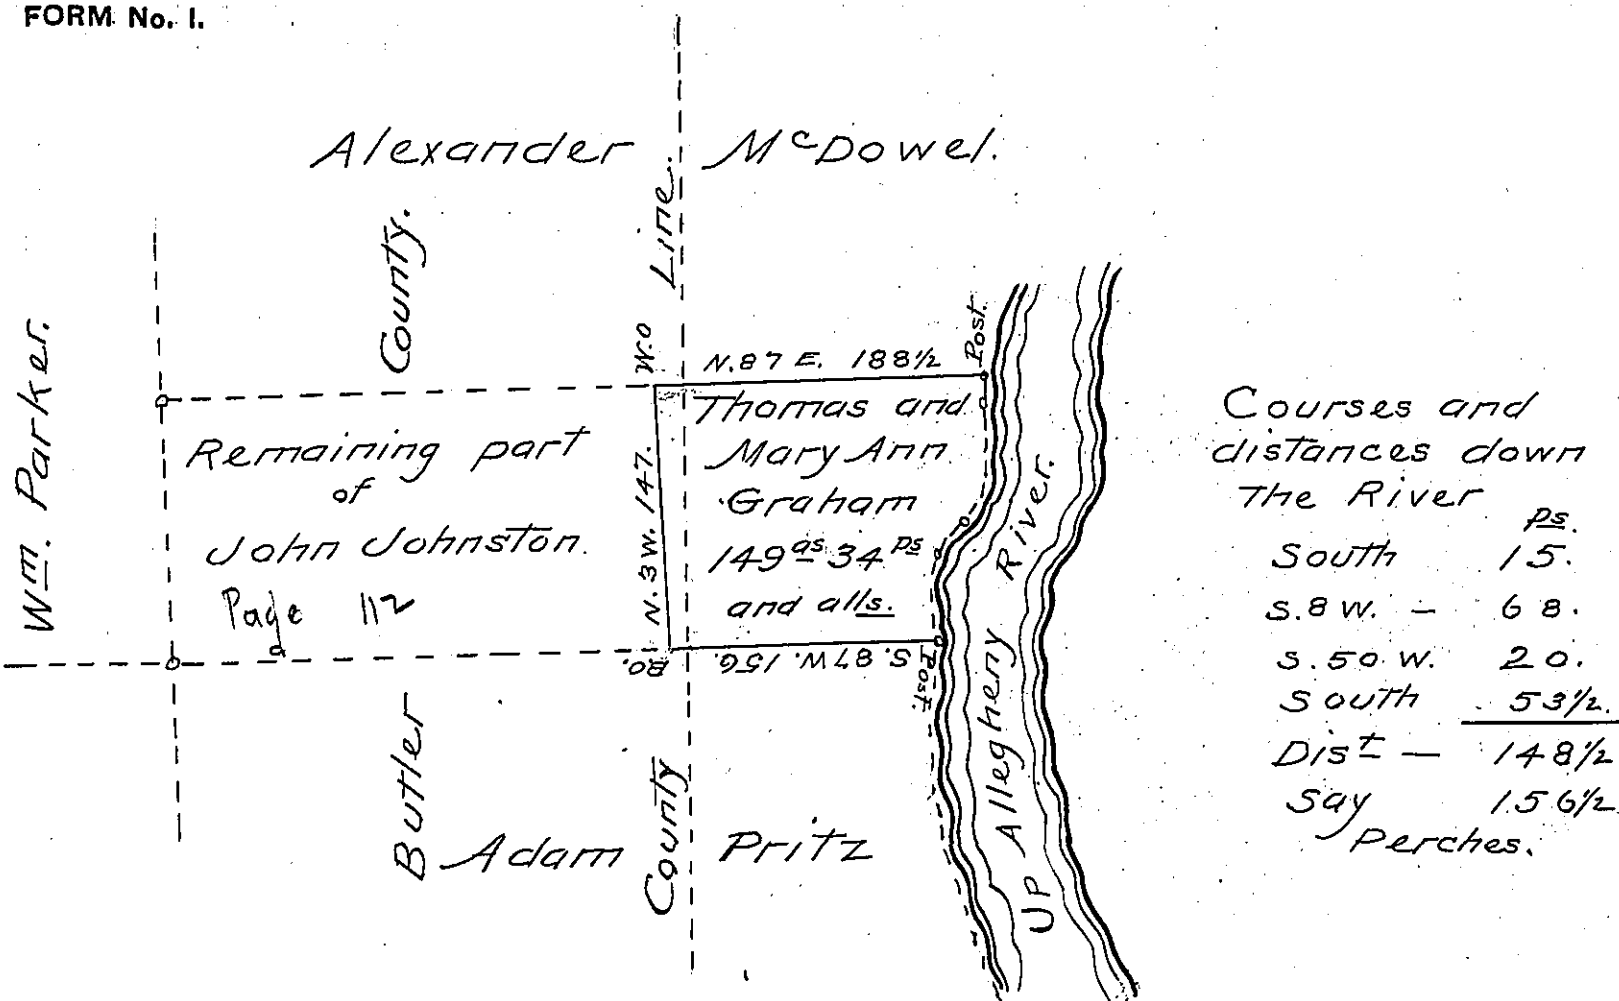 FORM No. 1.
Alexander McDowel.
County.
Line.
Wm. Parker.
W.O
N.87 E. 188½
Post.
Remaining part
of
John Johnston.
Page 112
N.3W. 147.
Thomas and
Mary Ann
Graham
149as 34ps
and alls.
BO.
S.87W. 156.
Post.
Butler
County
Adam Pritz
UP Allegheny River.
Courses and
distances down
The River
ps.
South 15.
S.8 W. — 68.
S.50 W. 20.
South 53½.
Dist — 148½
Say 156½
Perches.